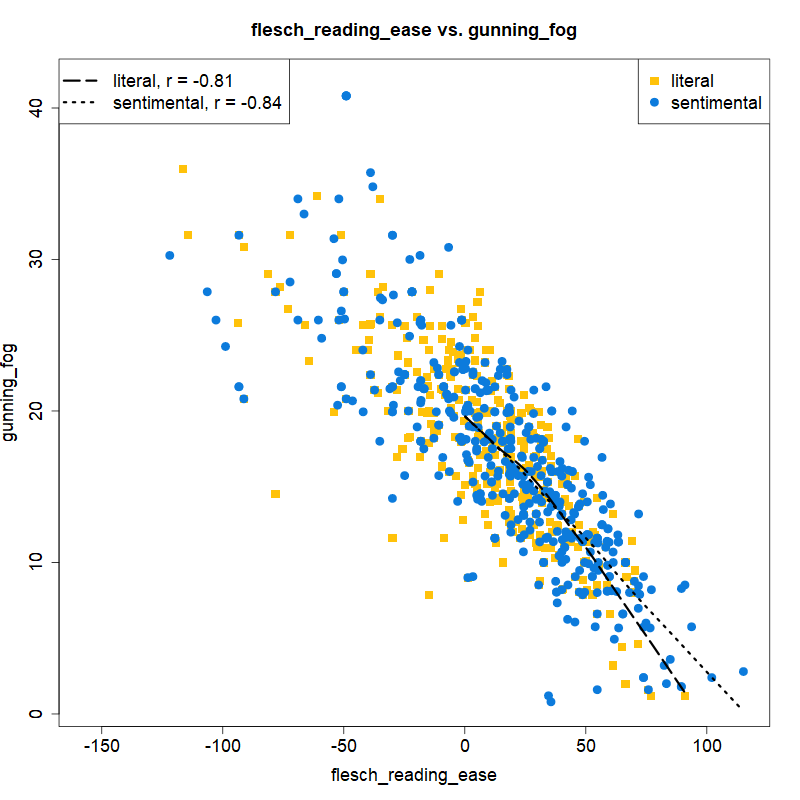 flesch_reading_ease vs. gunning_fog
literal, r = -0.81
sentimental, r = -0.84
literal
sentimental
40
30
20
10
0
gunning_fog
-150
-100
-50
0
50
100
flesch_reading_ease